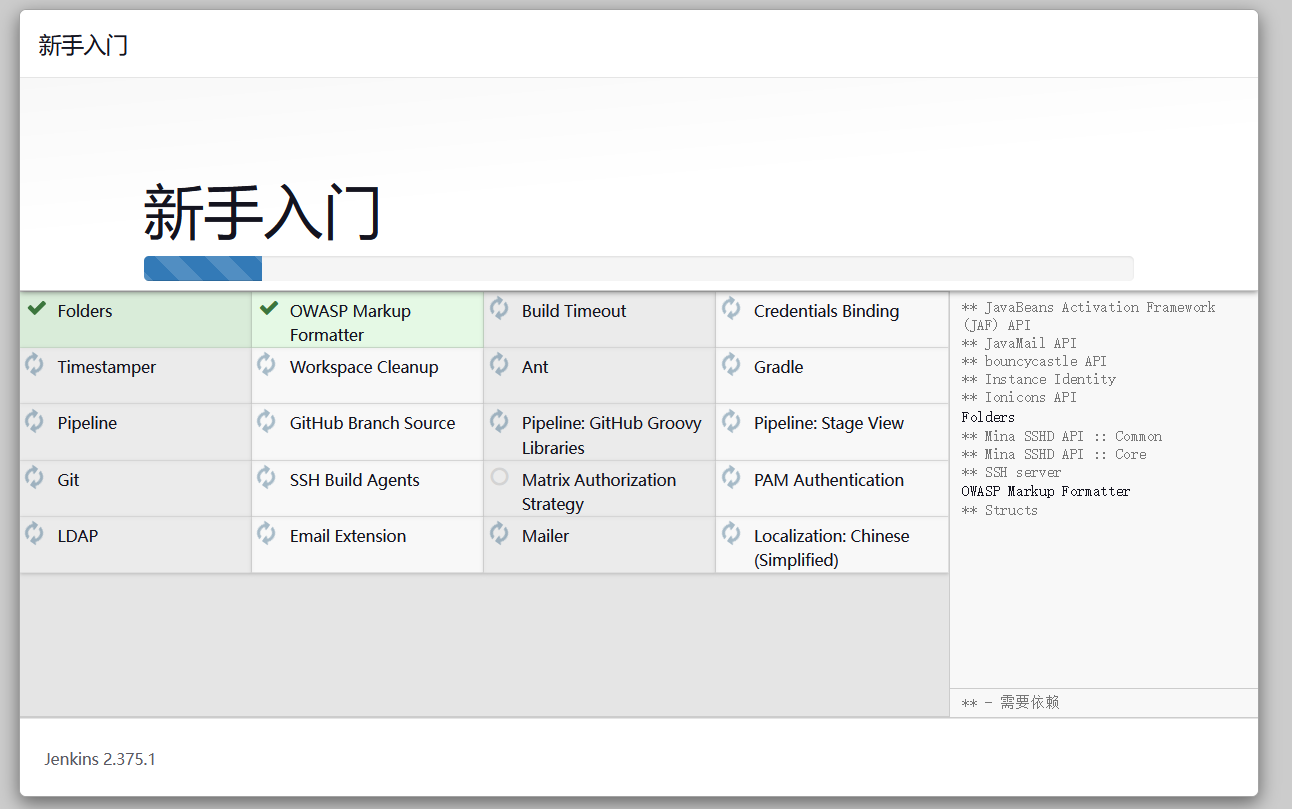 新手入门
新手入门
Folders
OWASP Markup
Formatter
Build Timeout
Credentials Binding
Timestamper
Workspace Cleanup
Ant
Gradle
Pipeline
GitHub Branch Source
Pipeline: GitHub Groovy
Libraries
Pipeline: Stage View
Git
SSH Build Agents
Matrix Authorization
Strategy
PAM Authentication
LDAP
Email Extension
Mailer
Localization: Chinese
(Simplified)
** JavaBeans Activation Framework
(JAF) API
** JavaMail API
** bouncycastle API
** Instance Identity
** Ionicons API
Folders
** Mina SSHD API :: Common
** Mina SSHD API :: Core
** SSH server
OWASP Markup Formatter
** Structs
** - 需要依赖
Jenkins 2.375.1